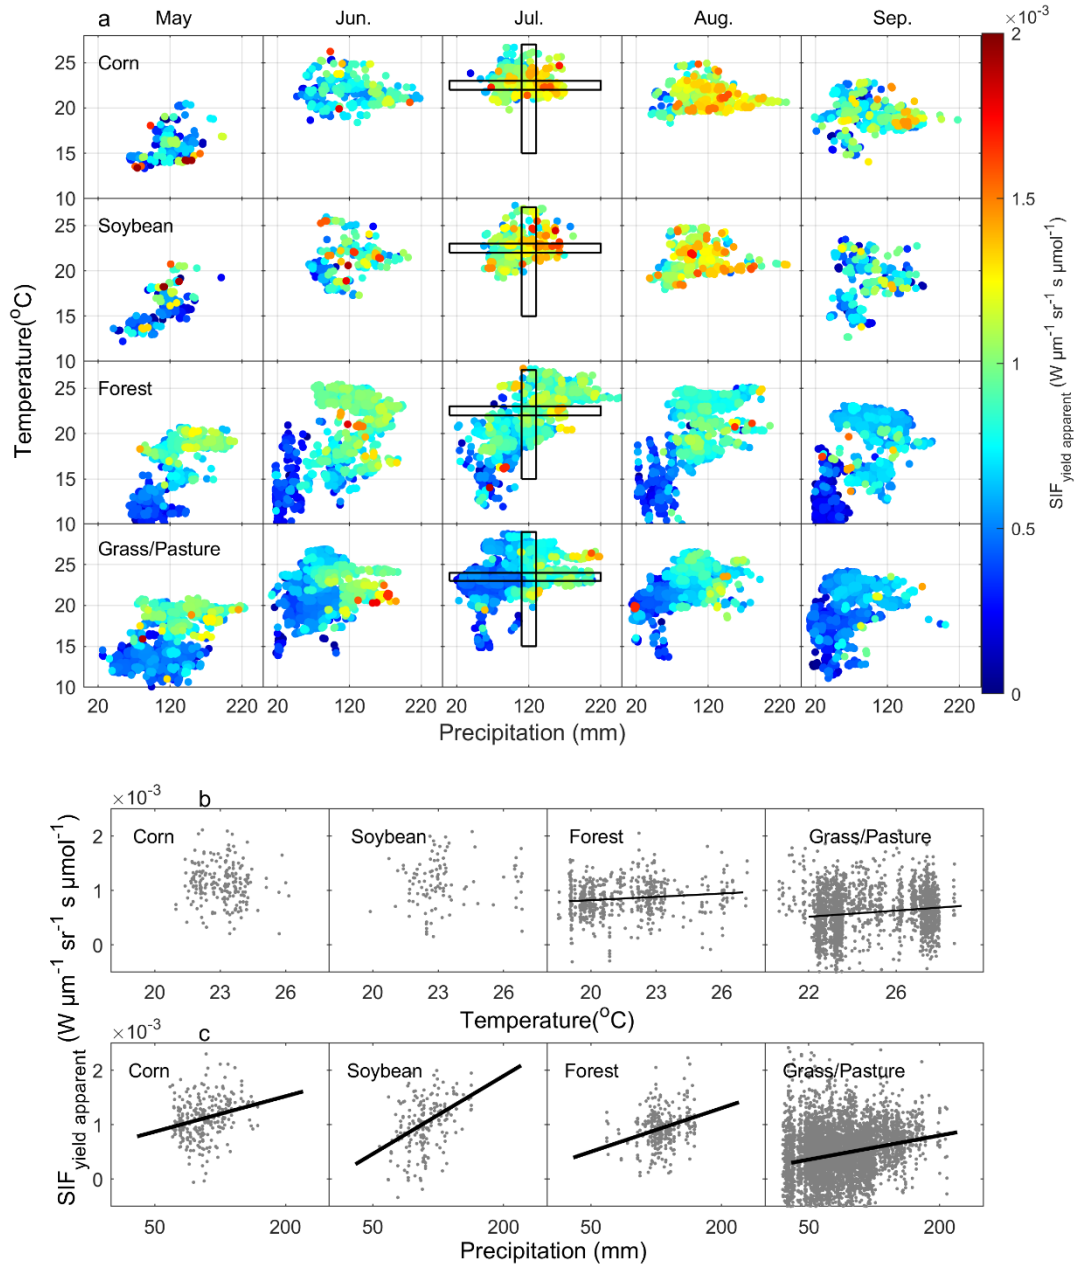 a May Jun. Jul. Aug. Sep.
×10⁻³
Corn
25
20
15
10
Soybean
25
20
15
10
Forest
25
20
15
10
Grass/Pasture
25
20
15
10
Temperature(°C)
20 120 220 20 120 220 20 120 220 20 120 220 20 120 220
Precipitation (mm)
2
1.5
1
0.5
0
SIF yield apparent (W µm⁻¹ sr⁻¹ s µmol⁻¹)
×10⁻³ b
Corn Soybean Forest Grass/Pasture
2
1
0
20 23 26 20 23 26 20 23 26 22 26
Temperature(°C)
×10⁻³ c
Corn Soybean Forest Grass/Pasture
2
1
0
50 200 50 200 50 200 50 200
Precipitation (mm)
SIF yield apparent (W µm⁻¹ sr⁻¹ s µmol⁻¹)